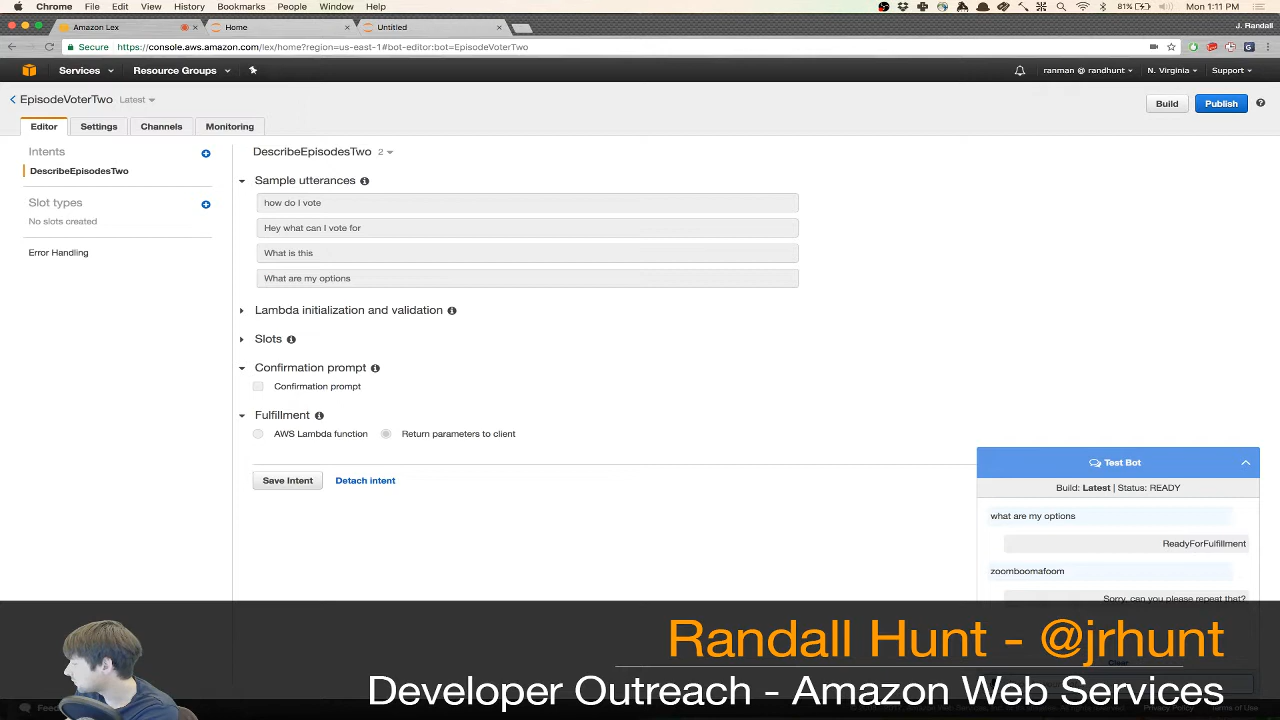 Chrome File Edit View History Bookmarks People Window Help 81% Mon 1:11 PM
Amazon Lex Home Untitled J. Randall
Secure https://console.aws.amazon.com/lex/home?region=us-east-1#bot-editor:bot=EpisodeVoterTwo
Services Resource Groups ranman @ randhunt N. Virginia Support
EpisodeVoterTwo Latest Build Publish
Editor Settings Channels Monitoring
Intents
DescribeEpisodesTwo
Slot types
No slots created
Error Handling
DescribeEpisodesTwo 2
Sample utterances
how do I vote
Hey what can I vote for
What is this
What are my options
Lambda initialization and validation
Slots
Confirmation prompt
Confirmation prompt
Fulfillment
AWS Lambda function Return parameters to client
Save Intent Detach intent
Test Bot
Build: Latest | Status: READY
what are my options
ReadyForFulfillment
zoomboomafoom
Sorry, can you please repeat that?
Clear
Randall Hunt - @jrhunt
Developer Outreach - Amazon Web Services
Privacy Policy Terms of Use